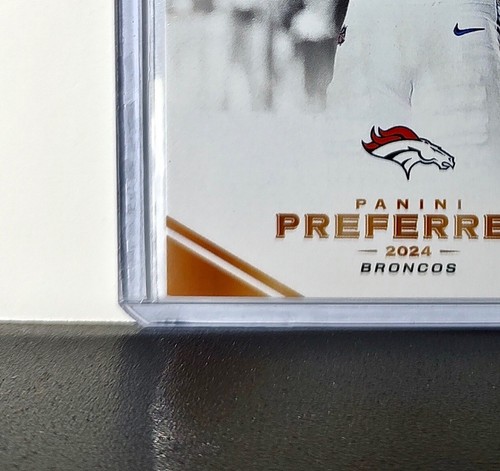 PANINI
PREFERRE
2024
BRONCOS